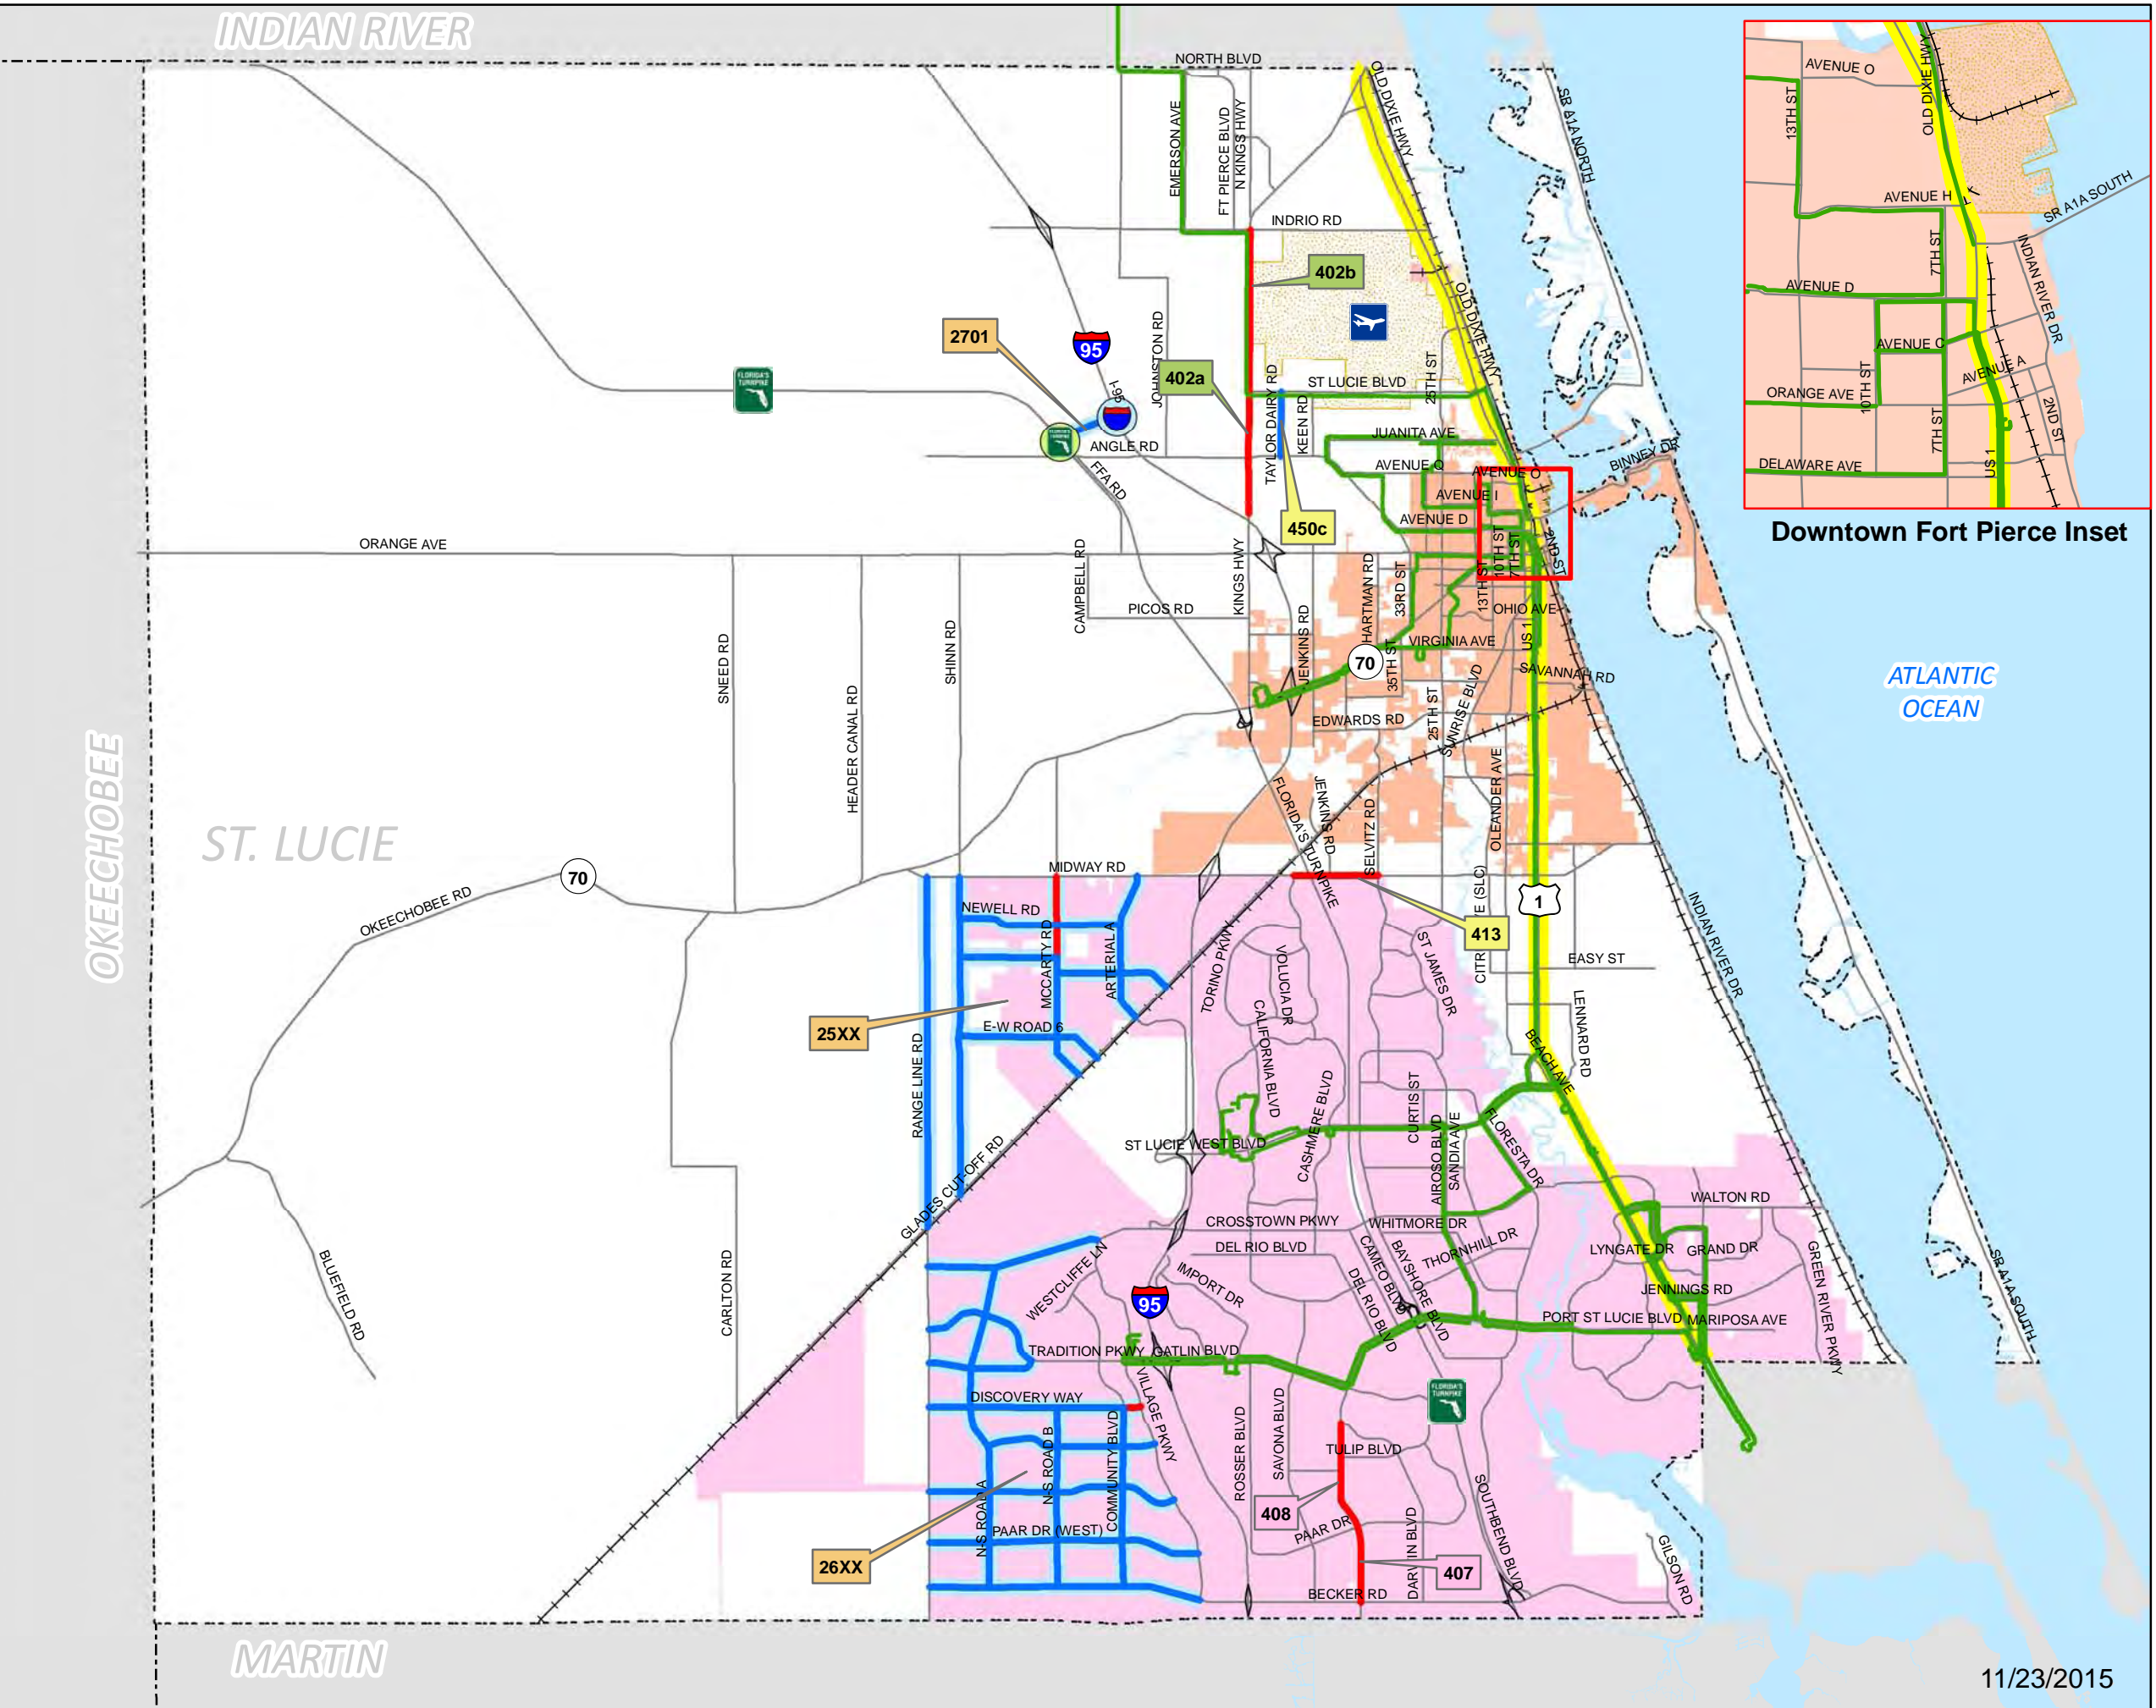 INDIAN RIVER
NORTH BLVD
OLD DIXIE HWY
SR A1A NORTH
EMERSON AVE
FT PIERCE BLVD
N KINGS HWY
INDRIO RD
402b
2701
95
JOHNSTON RD
402a
OLD DIXIE HWY
25TH ST
FLORIDA'S
TURNPIKE
I-95
TAYLOR DAIRY RD
ST LUCIE BLVD
KEEN RD
ANGLE RD
FFA RD
JUANITA AVE
AVENUE Q
AVENUE O
BINNEY DR
AVENUE I
AVENUE D
450c
ORANGE AVE
CAMPBELL RD
KINGS HWY
10TH ST
7TH ST
2ND ST
13TH ST
HARTMAN RD
33RD ST
PICOS RD
OHIO AVE
SNEED RD
SHINN RD
HEADER CANAL RD
JENKINS RD
VIRGINIA AVE
US 1
70
35TH ST
SAVANNAH RD
25TH ST
SUNRISE BLVD
EDWARDS RD
OKEECHOBEE
ST. LUCIE
FLORIDA'S TURNPIKE
JENKINS RD
SELVITZ RD
OLEANDER AVE
MIDWAY RD
70
OKEECHOBEE RD
NEWELL RD
MCCARTY RD
ARTERIAL A
413
1
INDIAN RIVER DR
EASY ST
TORINO PKWY
VOLUCIA DR
ST JAMES DR
25XX
E-W ROAD 6
CALIFORNIA BLVD
LENNARD RD
BEACH AVE
RANGE LINE RD
CASHMERE BLVD
CURTIS ST
AIROSO BLVD
SANDIA AVE
FLORESTA DR
ST LUCIE WEST BLVD
GLADES CUT-OFF RD
WALTON RD
CROSSTOWN PKWY
WHITMORE DR
DEL RIO BLVD
THORNHILL DR
LYNGATE DR
GRAND DR
GREEN RIVER PKWY
SR A1A SOUTH
BLUEFIELD RD
CARLTON RD
WESTCLIFFE LN
IMPORT DR
95
CAMEO BLVD
BAYSHORE BLVD
DEL RIO BLVD
JENNINGS RD
PORT ST LUCIE BLVD
MARIPOSA AVE
TRADITION PKWY
GATLIN BLVD
FLORIDA'S
TURNPIKE
DISCOVERY WAY
VILLAGE PKWY
COMMUNITY BLVD
N-S ROAD B
N-S ROAD A
ROSSER BLVD
SAVONA BLVD
TULIP BLVD
408
PAAR DR (WEST)
PAAR DR
SOUTHBEND BLVD
DARWIN BLVD
26XX
407
BECKER RD
GILSON RD
MARTIN
ATLANTIC
OCEAN
AVENUE O
OLD DIXIE HWY
13TH ST
AVENUE H
SR A1A SOUTH
7TH ST
INDIAN RIVER DR
AVENUE D
AVENUE C
AVENUE A
ORANGE AVE
10TH ST
7TH ST
2ND ST
DELAWARE AVE
US 1
Downtown Fort Pierce Inset
11/23/2015